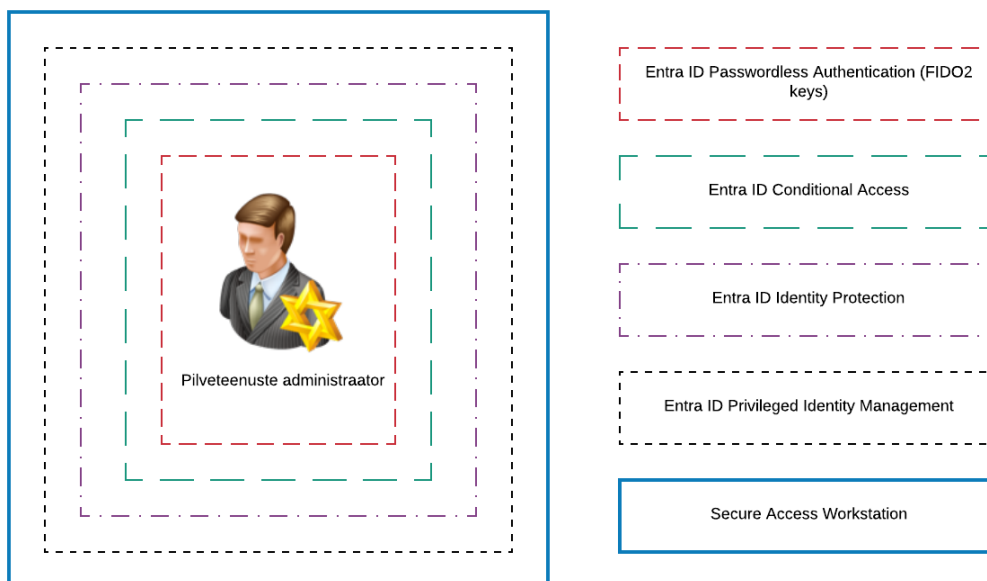 Entra ID Passwordless Authentication (FIDO2
keys)
Entra ID Conditional Access
Entra ID Identity Protection
Pilveteenuste administraator
Entra ID Privileged Identity Management
Secure Access Workstation